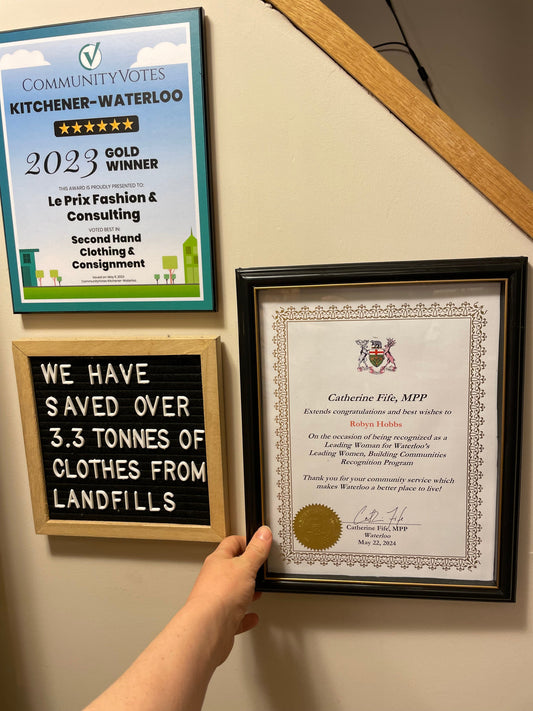 COMMUNITYVOTES
KITCHENER-WATERLOO
2023 GOLD
WINNER
THIS AWARD IS PROUDLY PRESENTED TO:
Le Prix Fashion &
Consulting
VOTED BEST IN:
Second Hand
Clothing &
Consignment
CommunityVotes Kitchener-Waterloo
WE HAVE
SAVED OVER
3.3 TONNES OF
CLOTHES FROM
LANDFILLS
Catherine Fife, MPP
Extends congratulations and best wishes to
Robyn Hobbs
On the occasion of being recognized as a
Leading Woman for Waterloo's
Leading Women, Building Communities
Recognition Program
Thank you for your community service which
makes Waterloo a better place to live!
Catherine Fife, MPP
Waterloo
May 22, 2024